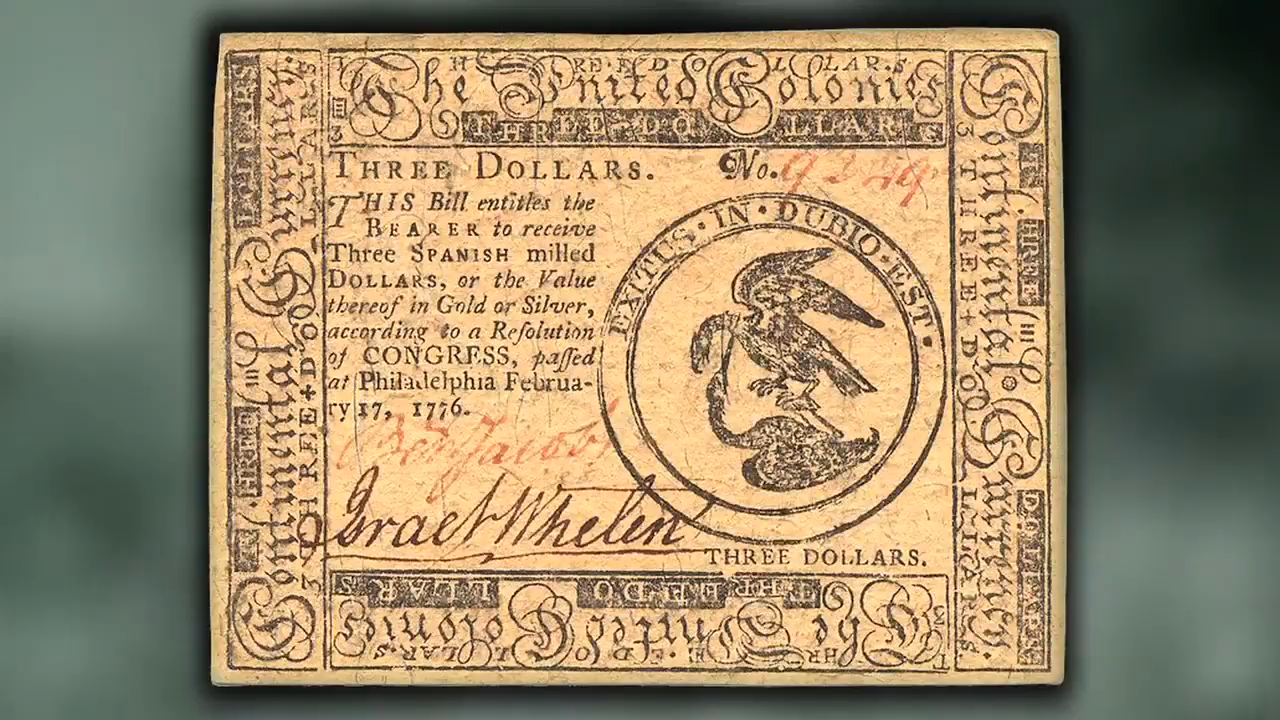 The United Colonies
THREE DOLLARS
THREE DOLLARS. No. 9349
THIS Bill entitles the
BEARER to receive
Three SPANISH milled
DOLLARS, or the Value
thereof in Gold or Silver,
according to a Reſolution
of CONGRESS, paſſed
at Philadelphia Februa-
ry 17, 1776.
EXITUS · IN · DUBIO · EST ·
Israel Whelen
THREE DOLLARS.
THREE DOLLARS
The United Colonies
Continental Currency
THREE DOLLARS
Continental Currency.
THREE DOLLARS.